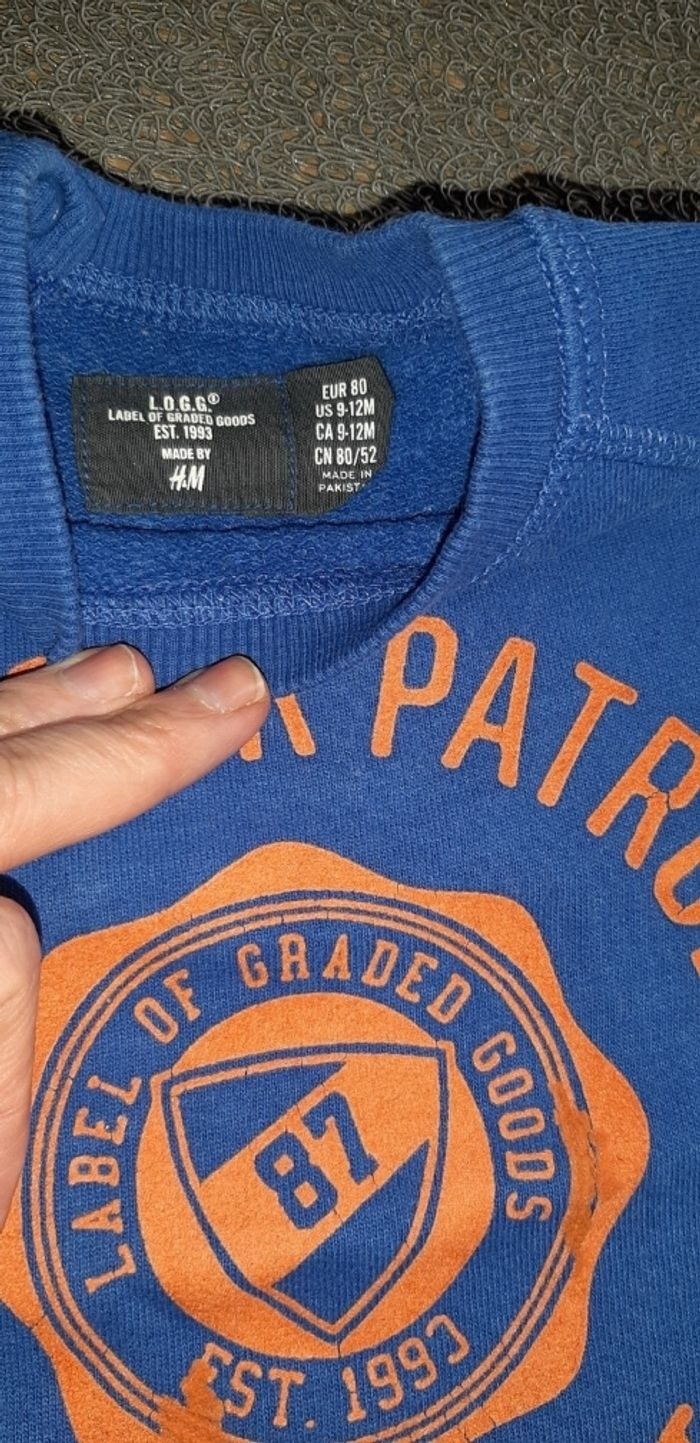 L.O.G.G.®
LABEL OF GRADED GOODS
EST. 1993
MADE BY
H&M
EUR 80
US 9-12M
CA 9-12M
CN 80/52
MADE IN
PAKIST
PATRO
LABEL OF GRADED GOODS
87
EST. 1993